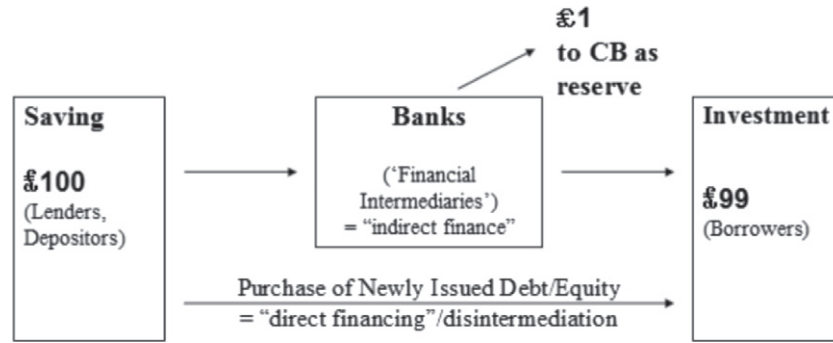 £1
to CB as
reserve
Saving
£100
(Lenders,
Depositors)
Banks
(‘Financial
Intermediaries’)
= “indirect finance”
Investment
£99
(Borrowers)
Purchase of Newly Issued Debt/Equity
= “direct financing”/disintermediation